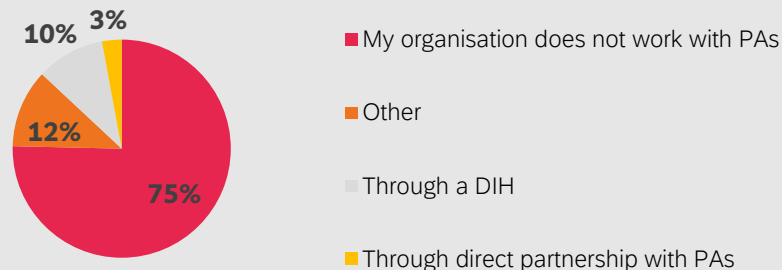 3%
10%
12%
75%
My organisation does not work with PAs
Other
Through a DIH
Through direct partnership with PAs